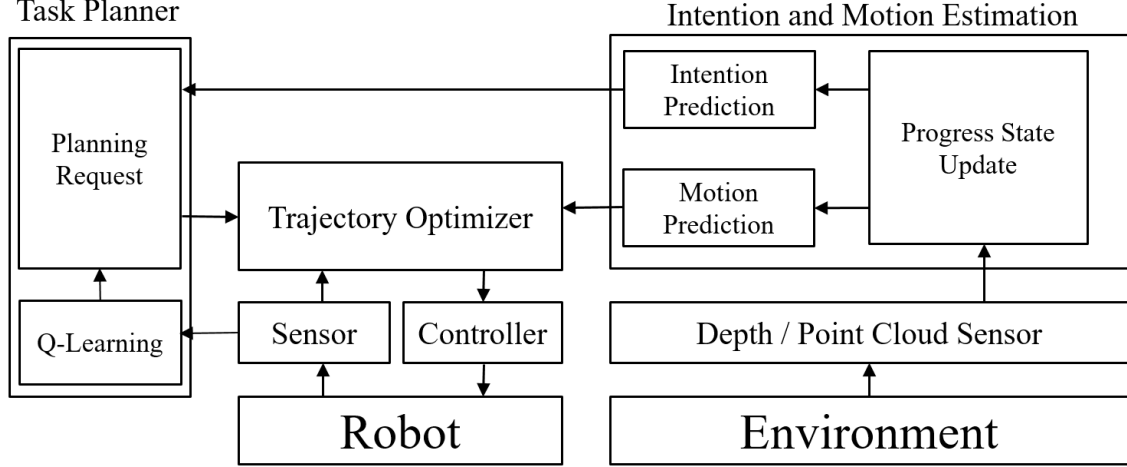 Task Planner
Intention and Motion Estimation
Planning
Request
Intention
Prediction
Progress State
Update
Trajectory Optimizer
Motion
Prediction
Q-Learning
Sensor
Controller
Depth / Point Cloud Sensor
Robot
Environment